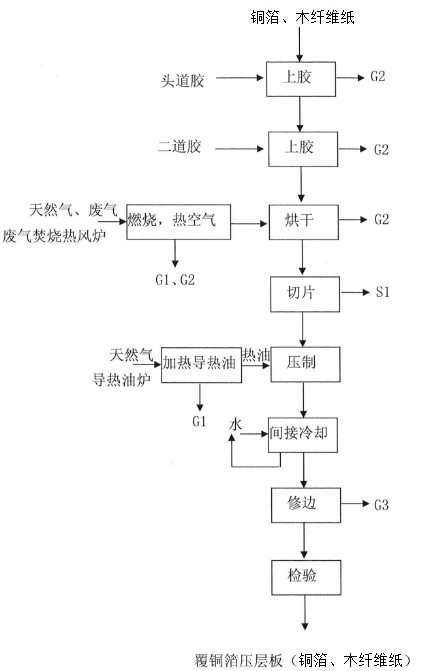 铜箔、木纤维纸
头道胶
上胶
G2
二道胶
上胶
G2
天然气、废气
废气焚烧热风炉
燃烧，热空气
烘干
G2
G1、G2
切片
S1
天然气
导热油炉
加热导热油
热油
压制
G1
水
间接冷却
修边
G3
检验
覆铜箔压层板（铜箔、木纤维纸）